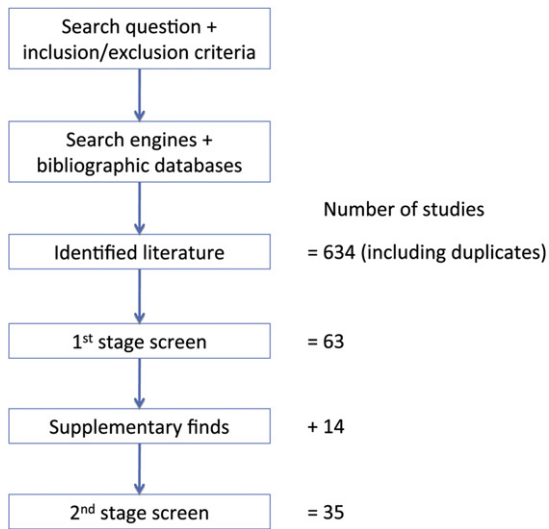 Search question +
inclusion/exclusion criteria
Search engines +
bibliographic databases
Number of studies
Identified literature = 634 (including duplicates)
1st stage screen = 63
Supplementary finds + 14
2nd stage screen = 35